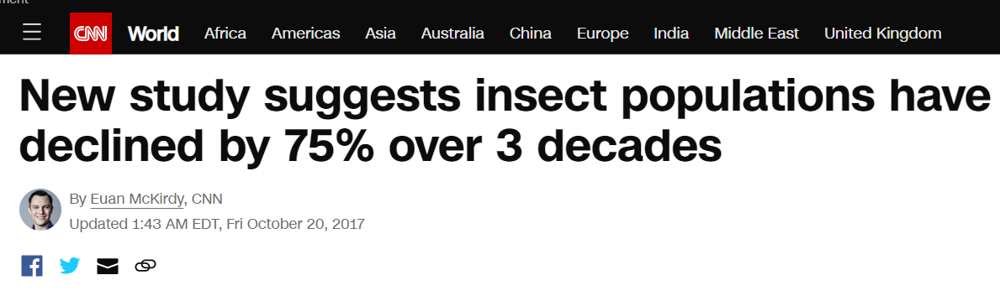 CNN World Africa Americas Asia Australia China Europe India Middle East United Kingdom
New study suggests insect populations have
declined by 75% over 3 decades
By Euan McKirdy, CNN
Updated 1:43 AM EDT, Fri October 20, 2017